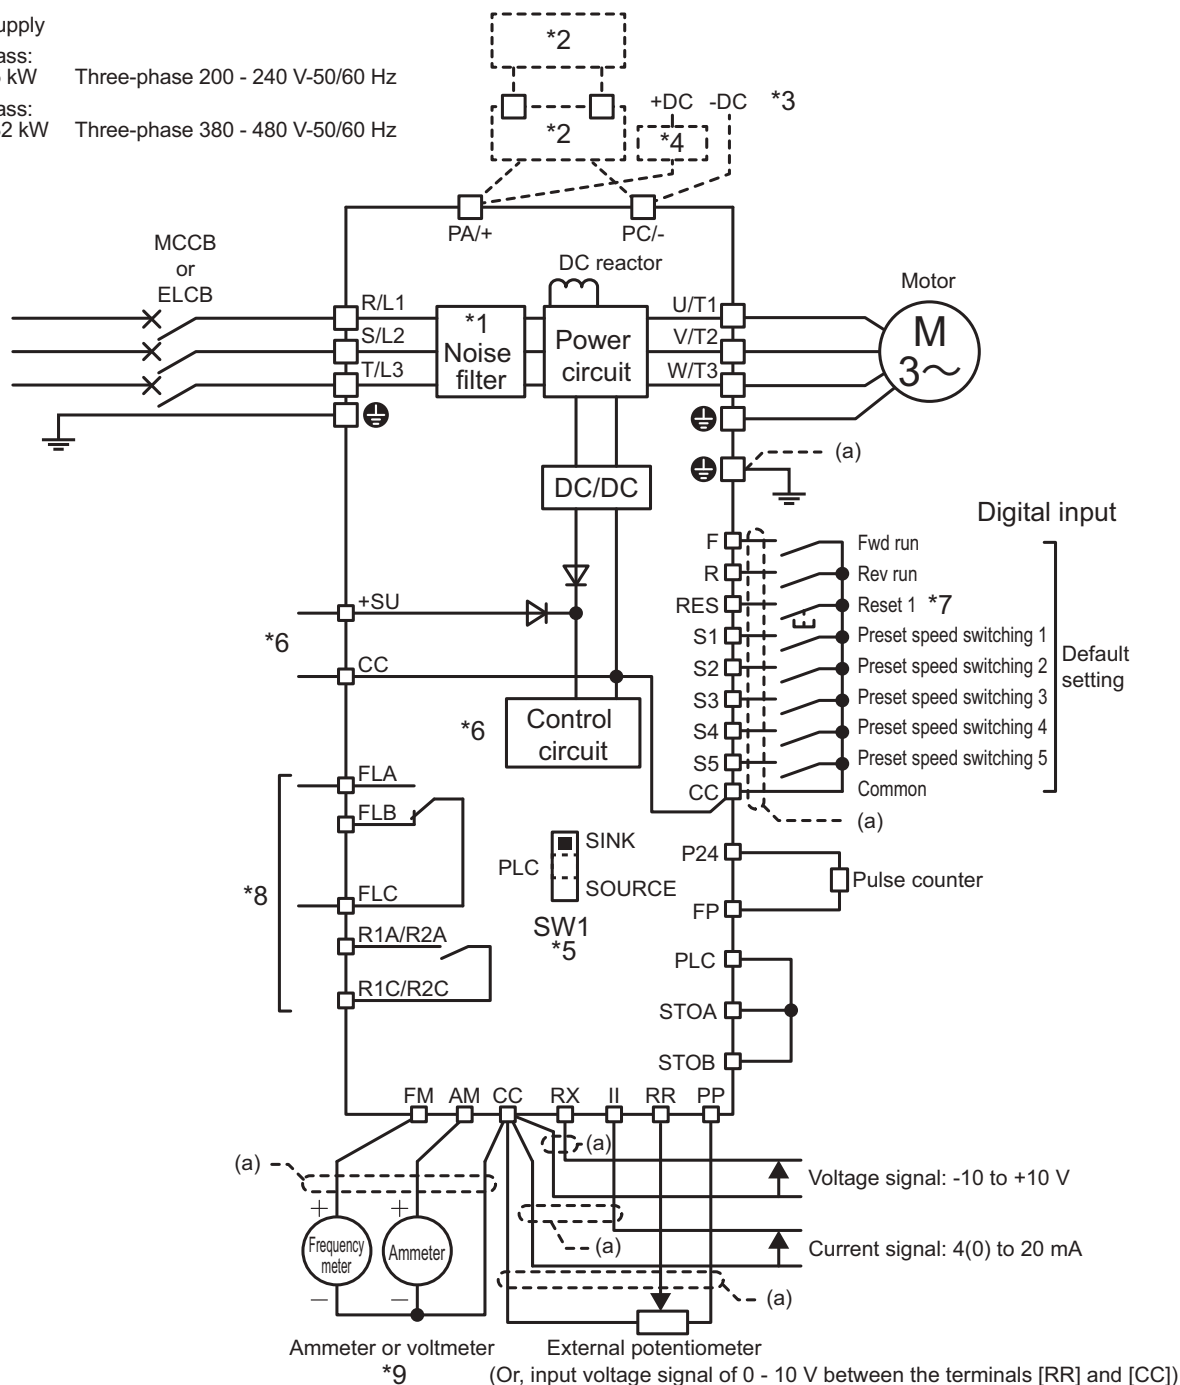 upply
ass:
kW Three-phase 200 - 240 V-50/60 Hz
ass:
2 kW Three-phase 380 - 480 V-50/60 Hz
*2
*2
+DC -DC *3
*4
PA/+ PC/-
MCCB
or
ELCB
DC reactor
Motor
R/L1
S/L2
T/L3
*1
Noise
filter
Power
circuit
U/T1
V/T2
W/T3
M
3～
(a)
DC/DC
Digital input
F Fwd run
R Rev run
RES Reset 1 *7
S1 Preset speed switching 1
S2 Preset speed switching 2
S3 Preset speed switching 3
S4 Preset speed switching 4
S5 Preset speed switching 5
CC Common
Default
setting
(a)
+SU
*6
CC
*6
Control
circuit
FLA
FLB
*8
FLC
R1A/R2A
R1C/R2C
PLC
SINK
SOURCE
SW1
*5
P24
Pulse counter
FP
PLC
STOA
STOB
FM AM CC RX II RR PP
(a)
(a)
Voltage signal: -10 to +10 V
+ +
Frequency
meter
Ammeter
− −
(a)
Current signal: 4(0) to 20 mA
(a)
Ammeter or voltmeter
*9
External potentiometer
(Or, input voltage signal of 0 - 10 V between the terminals [RR] and [CC])